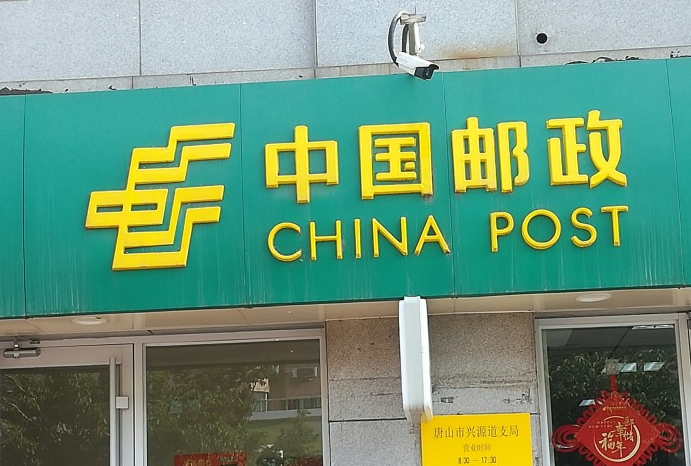 中国邮政
CHINA POST
唐山市兴源道支局
营业时间
8:30 — 17:30
福